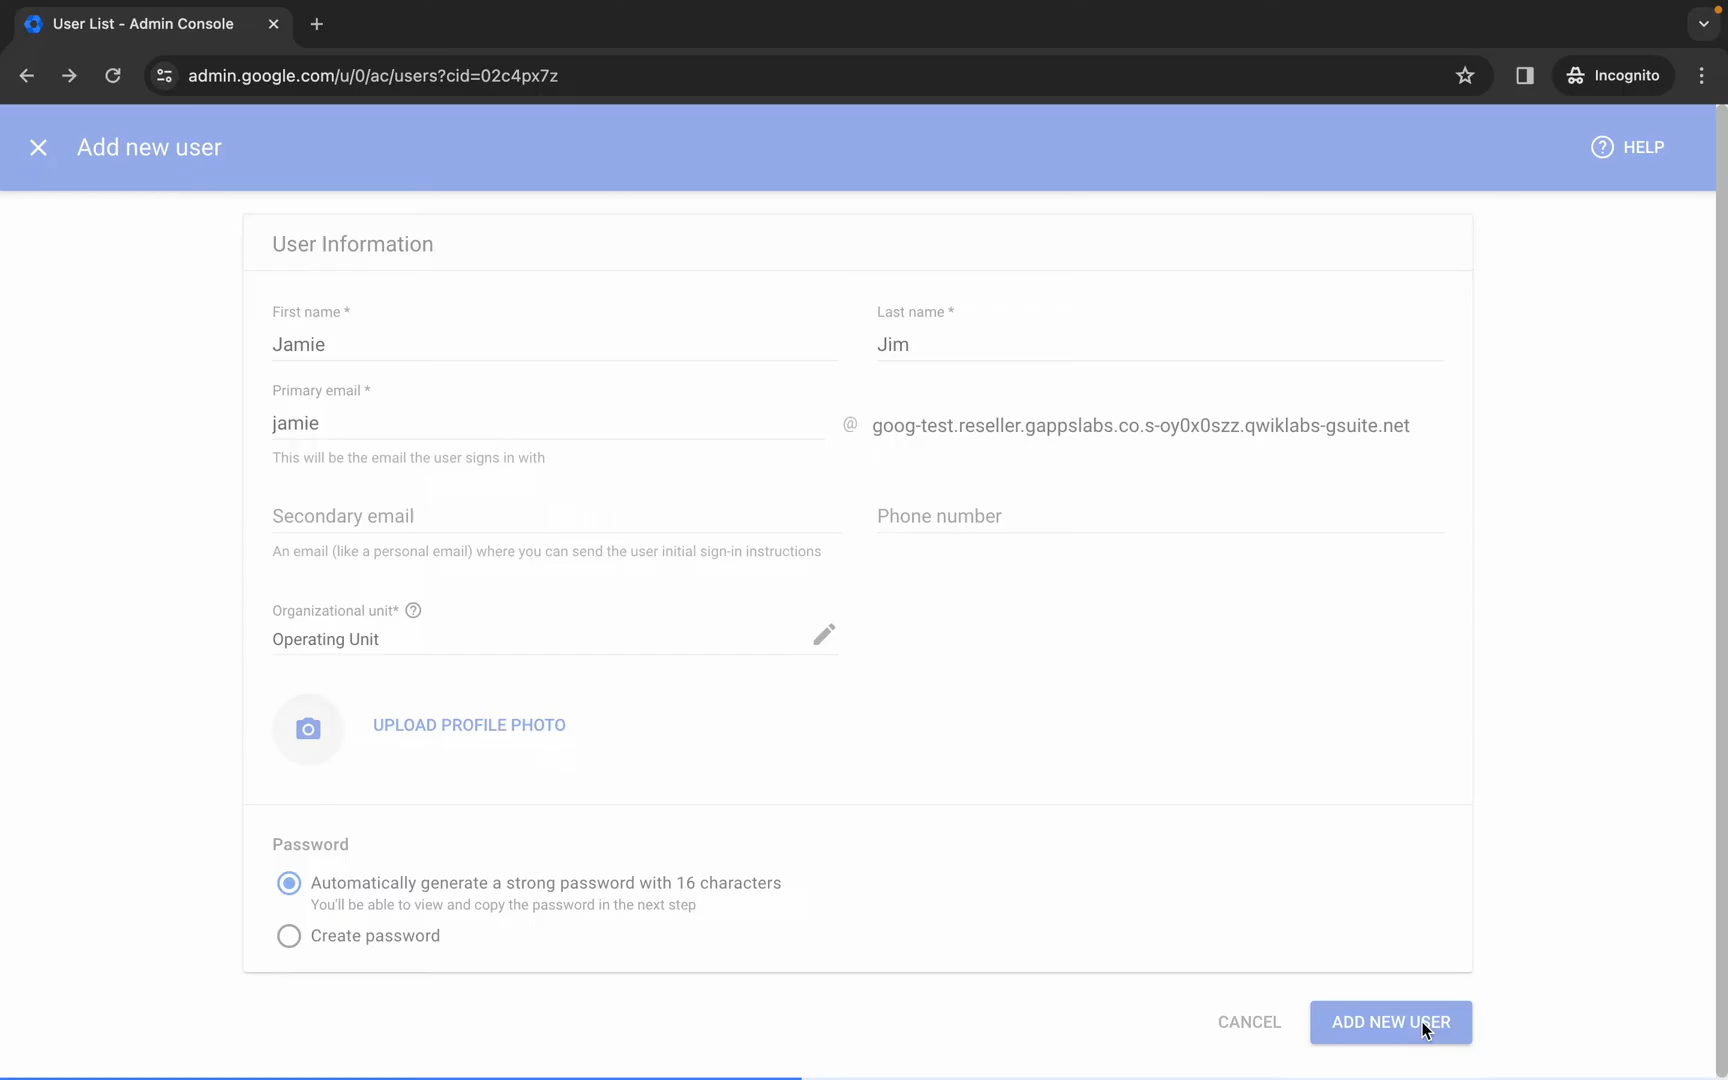 User List - Admin Console
admin.google.com/u/0/ac/users?cid=02c4px7z
Incognito
Add new user
HELP
User Information
First name *
Last name *
Jamie
Jim
Primary email *
jamie
@ goog-test.reseller.gappslabs.co.s-oy0x0szz.qwiklabs-gsuite.net
This will be the email the user signs in with
Secondary email
Phone number
An email (like a personal email) where you can send the user initial sign-in instructions
Organizational unit*
Operating Unit
UPLOAD PROFILE PHOTO
Password
Automatically generate a strong password with 16 characters
You'll be able to view and copy the password in the next step
Create password
CANCEL
ADD NEW USER